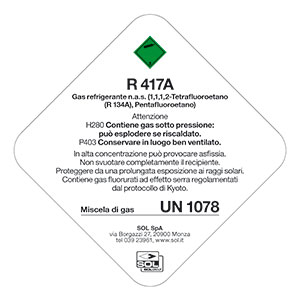 R 417A
Gas refrigerante n.a.s. (1,1,1,2-Tetrafluoroetano)
(R 134A), Pentafluoroetano)
Attenzione
H280 Contiene gas sotto pressione:
può esplodere se riscaldato.
P403 Conservare in luogo ben ventilato.
In alta concentrazione può provocare asfissia.
Non svuotare completamente il recipiente.
Proteggere da una prolungata esposizione ai raggi solari.
Contiene gas fluorurati ad effetto serra regolamentati
dal protocollo di Kyoto.
Miscela di gas UN 1078
SOL SpA
via Borgazzi 27, 20900 Monza
tel 039 23961, www.sol.it
SOL